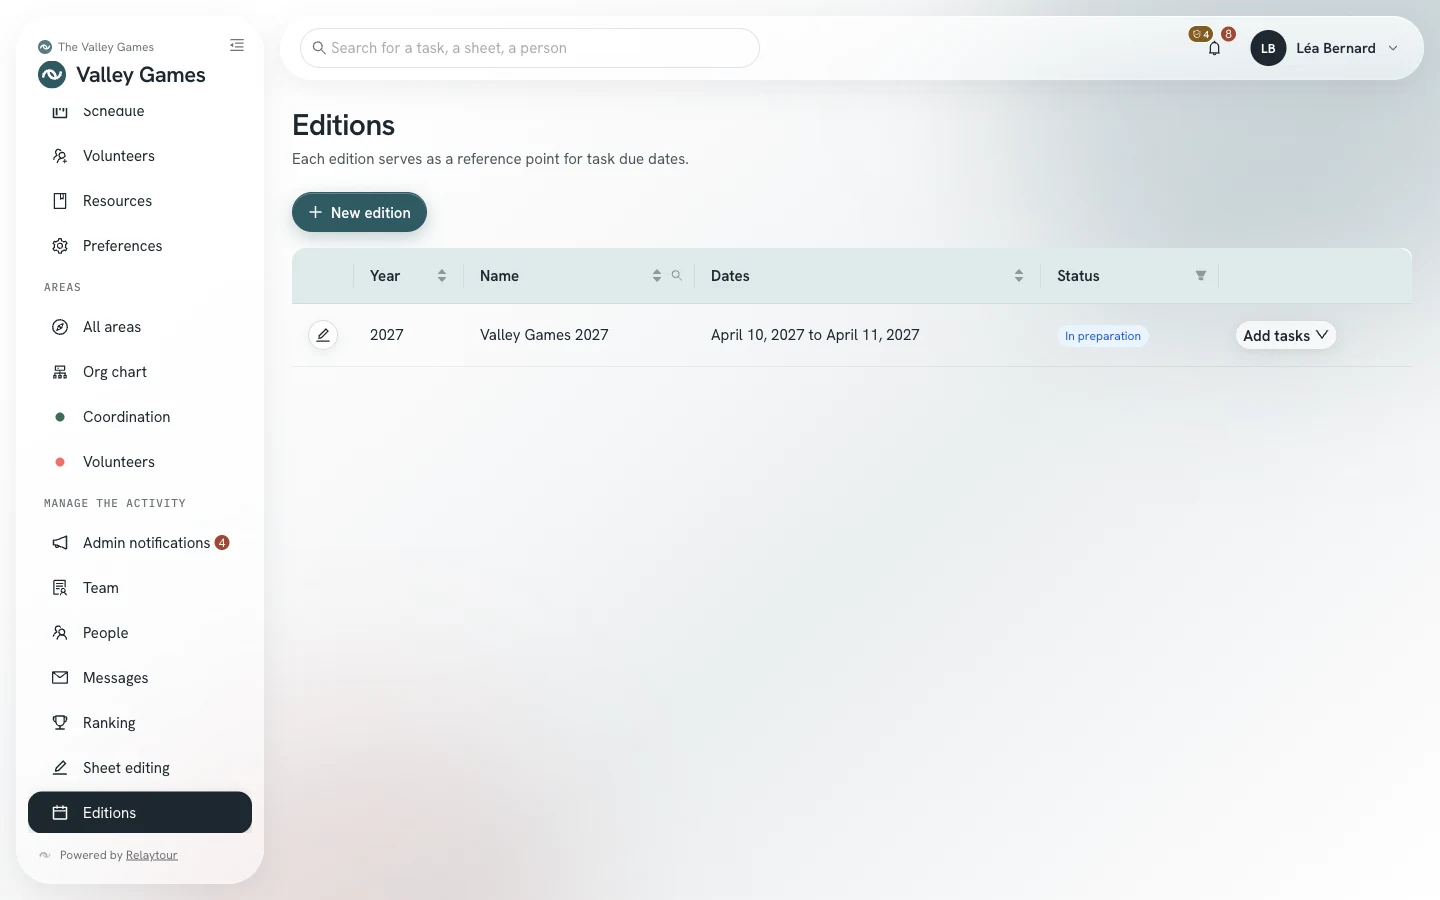 The Valley Games
Valley Games
Schedule
Volunteers
Resources
Preferences
AREAS
All areas
Org chart
Coordination
Volunteers
MANAGE THE ACTIVITY
Admin notifications 4
Team
People
Messages
Ranking
Sheet editing
Editions
Powered by Relaytour
Search for a task, a sheet, a person
4
8
LB Léa Bernard
Editions
Each edition serves as a reference point for task due dates.
New edition
Year Name Dates Status
2027 Valley Games 2027 April 10, 2027 to April 11, 2027 In preparation Add tasks